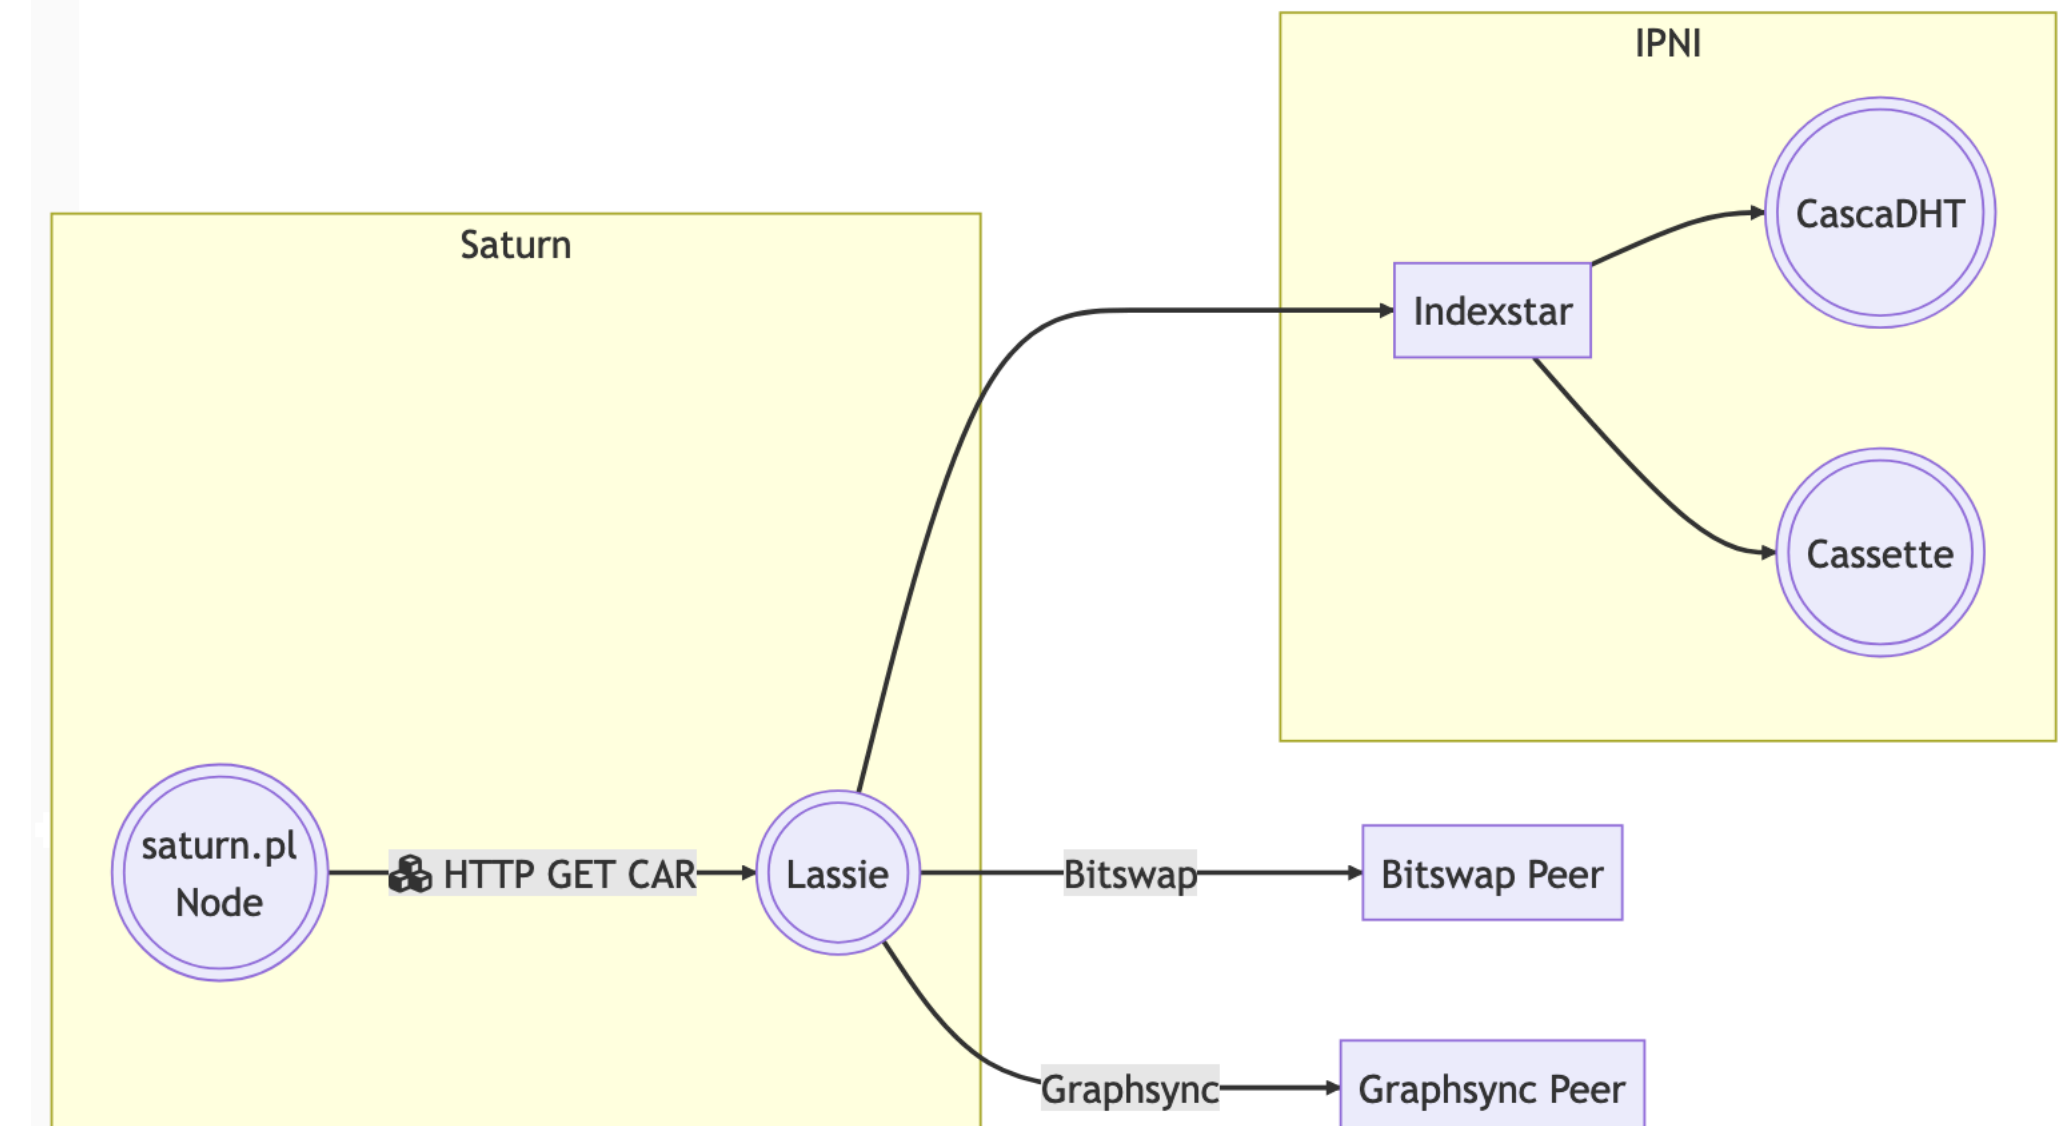 IPNI
CascaDHT
Saturn
Indexstar
Cassette
saturn.pl
Node
HTTP GET CAR
Lassie
Bitswap
Bitswap Peer
Graphsync
Graphsync Peer